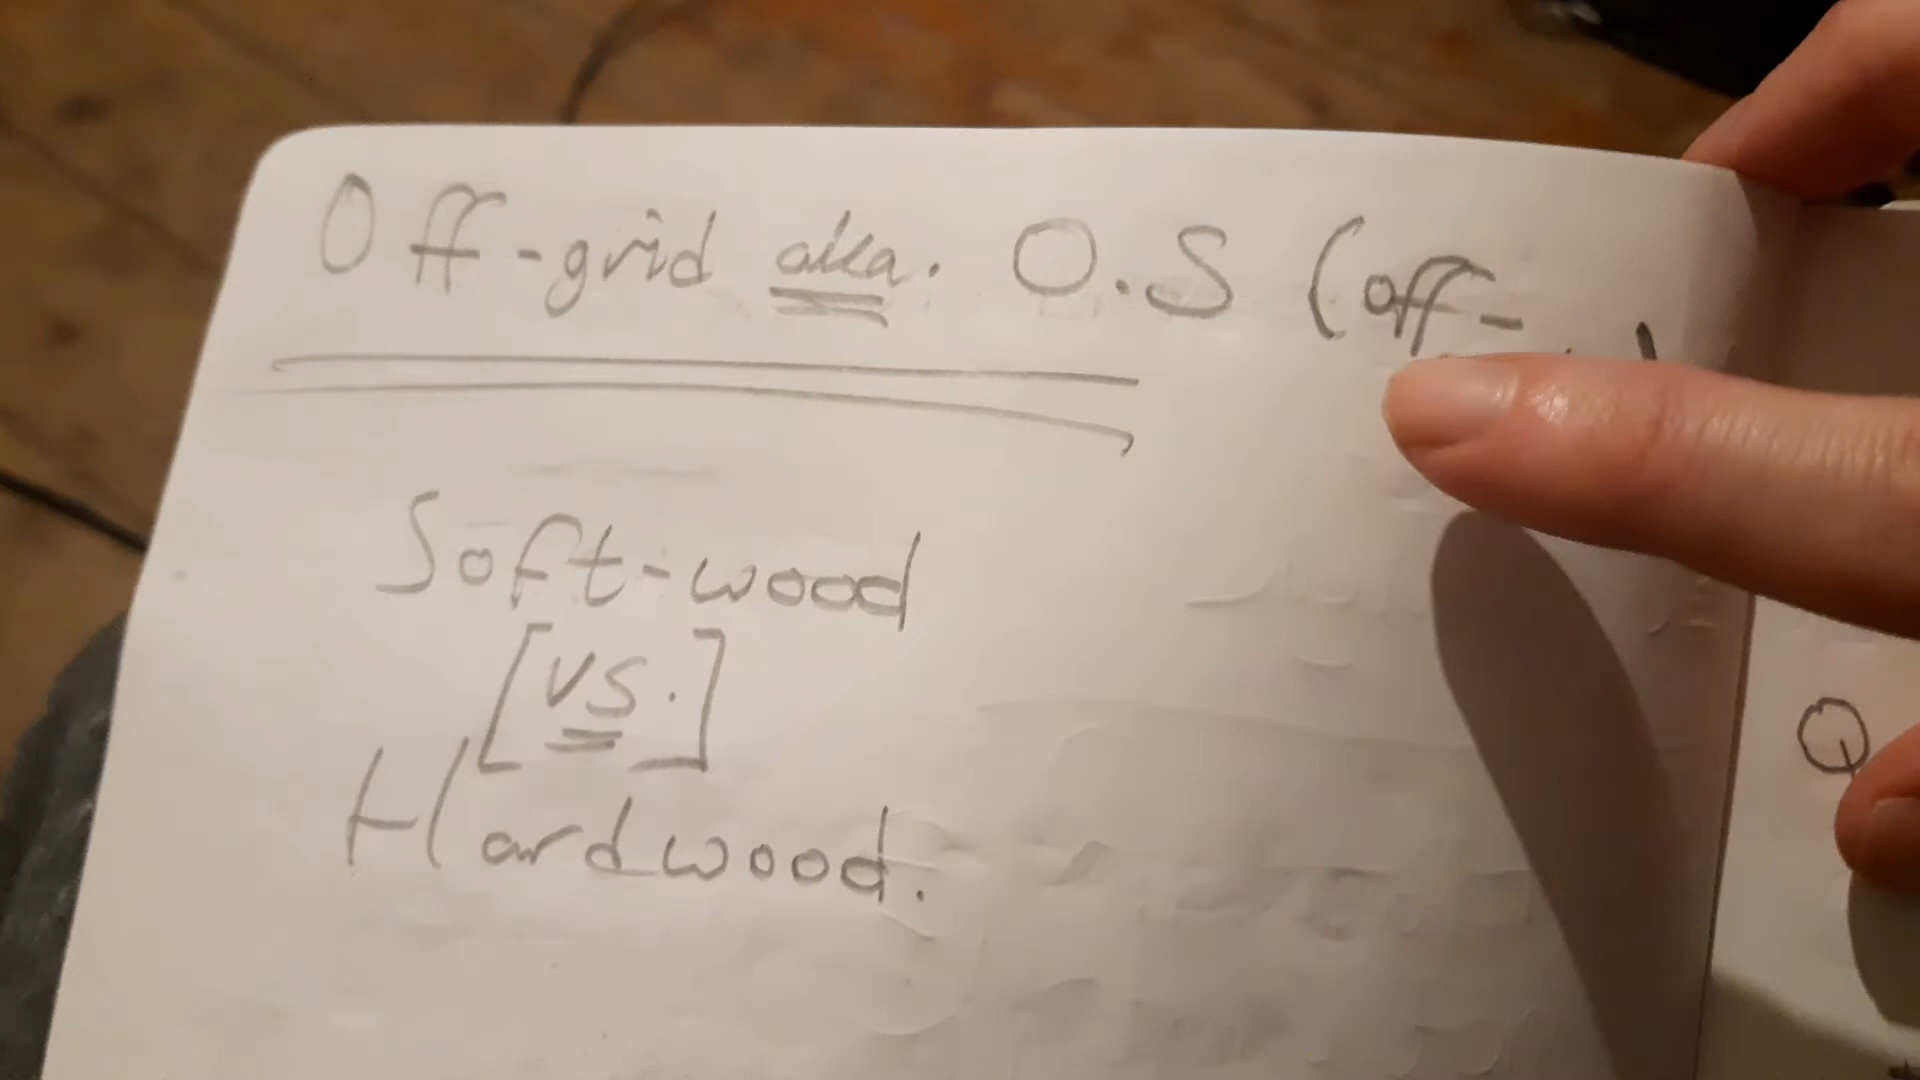 Off-grid aka. O.S (off-
Soft-wood
[vs.]
Hardwood.
Q